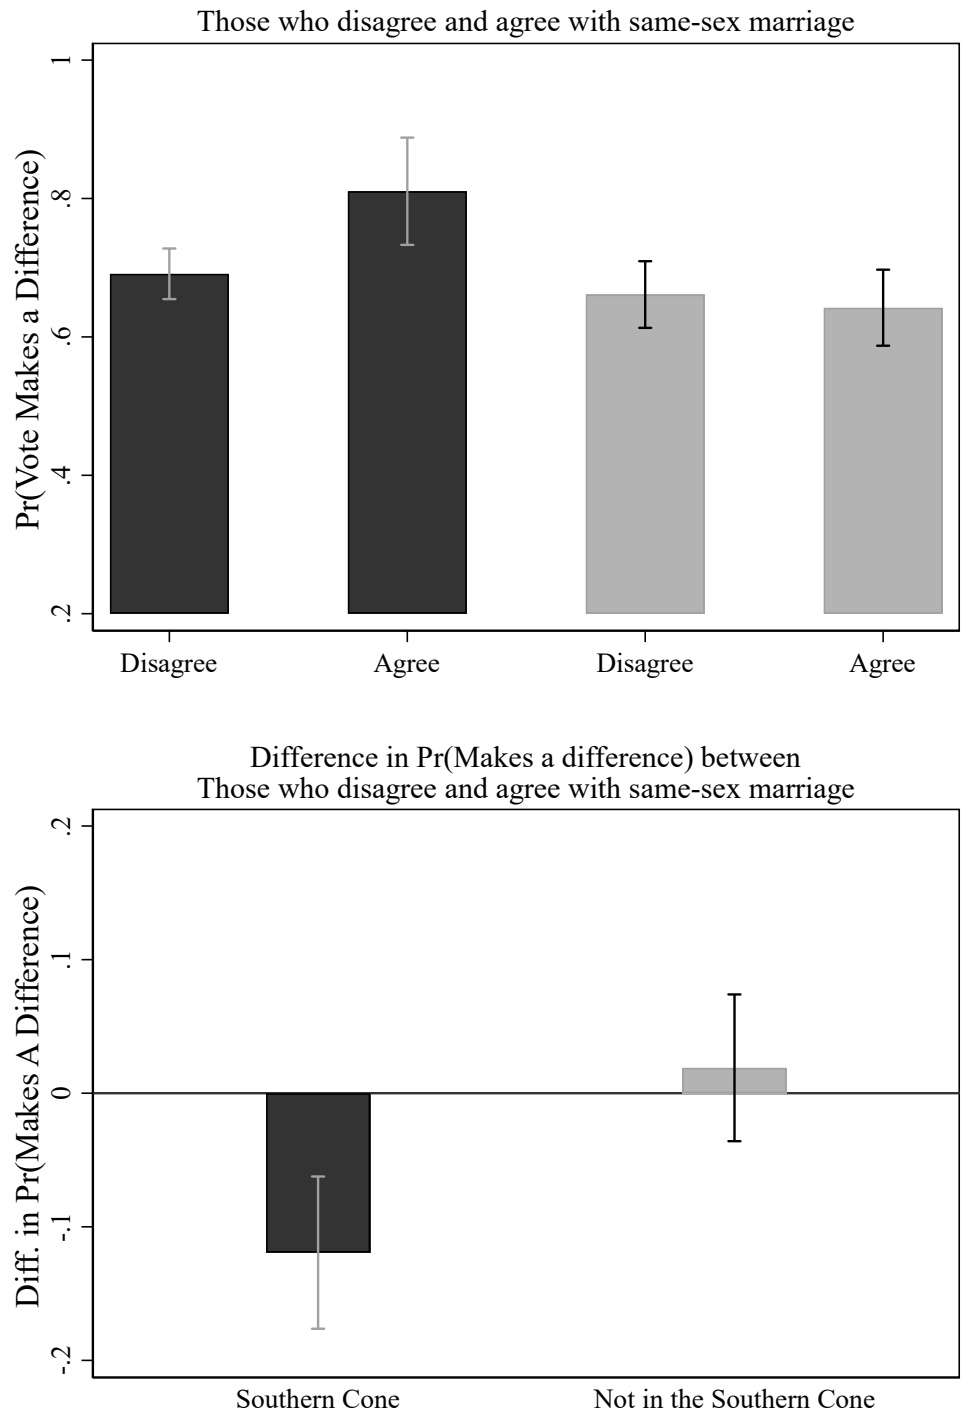 Those who disagree and agree with same-sex marriage
Pr(Vote Makes a Difference)
1
.8
.6
.4
.2
Disagree
Agree
Disagree
Agree
Difference in Pr(Makes a difference) between
Those who disagree and agree with same-sex marriage
Diff. in Pr(Makes A Difference)
.2
.1
0
-.1
-.2
Southern Cone
Not in the Southern Cone